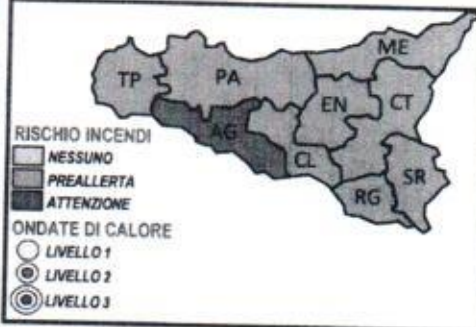 ME
TP
PA
EN
CT
AG
CL
SR
RG
RISCHIO INCENDI
NESSUNO
PREALLERTA
ATTENZIONE
ONDATE DI CALORE
LIVELLO 1
LIVELLO 2
LIVELLO 3